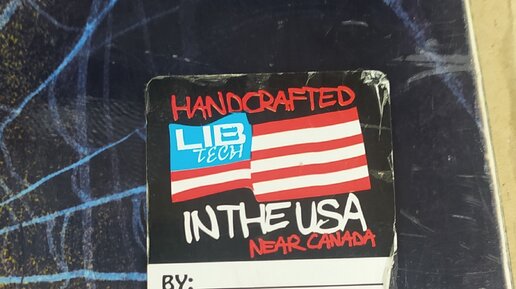 HANDCRAFTED
LIB
TECH
IN THE USA
NEAR CANADA
BY: